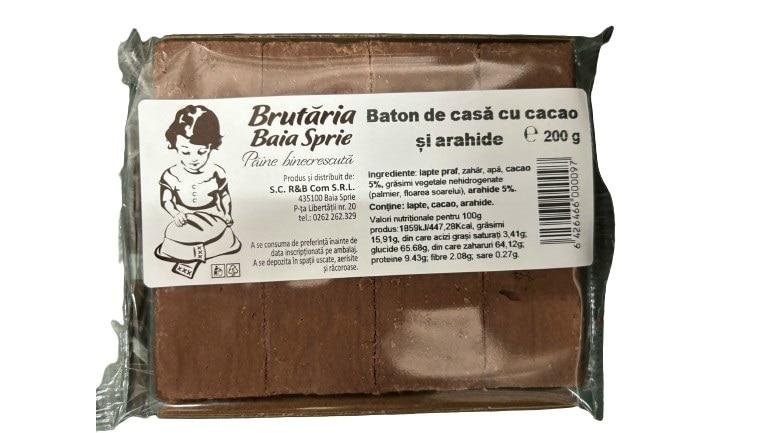 Brutăria
Baia Sprie
Pâine binecrescută
Produs și distribuit de:
S.C. R&B Com S.R.L.
435100 Baia Sprie
P-ța Libertății nr. 20
tel.: 0262 262.329
A se consuma de preferință înainte de
data inscripționată pe ambalaj.
A se depozita în spații uscate, aerisite
și răcoroase.
xxx
Baton de casă cu cacao
și arahide ℮ 200 g
Ingrediente: lapte praf, zahăr, apă, cacao
5%, grăsimi vegetale nehidrogenate
(palmier, floarea soarelui), arahide 5%.
Conține: lapte, cacao, arahide.
Valori nutriționale pentru 100g
produs:1859kJ/447,28Kcal, grăsimi
15,91g, din care acizi grași saturați 3,41g;
glucide 65.68g, din care zaharuri 64,12g;
proteine 9.43g; fibre 2.08g; sare 0.27g.
6 426466 000097